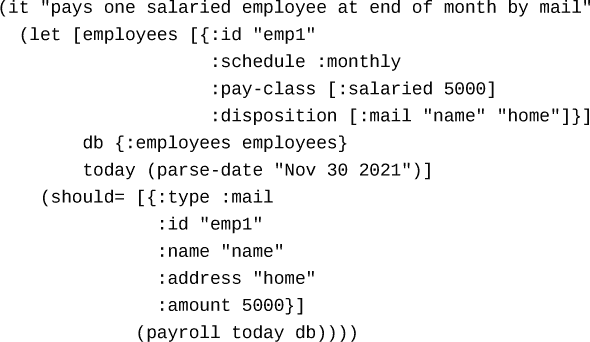 (it "pays one salaried employee at end of month by mail"
(let [employees [{:id "emp1"
:schedule :monthly
:pay-class [:salaried 5000]
:disposition [:mail "name" "home"]}]
db {:employees employees}
today (parse-date "Nov 30 2021")]
(should= [{:type :mail
:id "emp1"
:name "name"
:address "home"
:amount 5000}]
(payroll today db))))